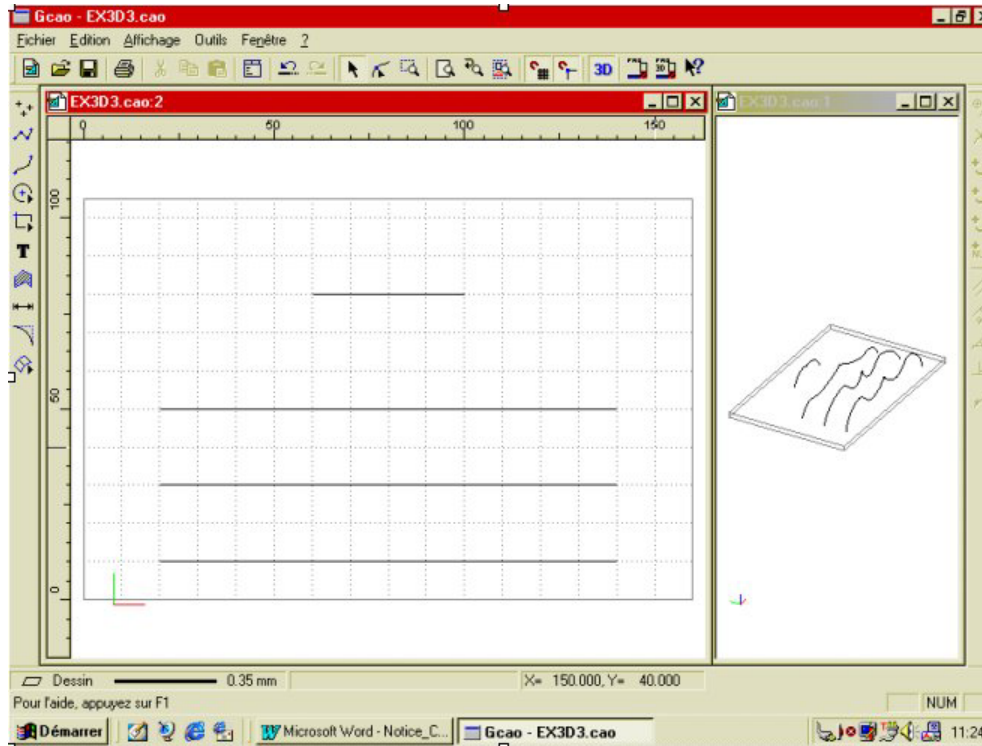 Gcao - EX3D3.cao
Fichier Edition Affichage Outils Fenêtre ?
3D
EX3D3.cao:2
EX3D3.cao:1
0 50 100 150
100
50
0
T
Dessin 0.35 mm X= 150.000, Y= 40.000
Pour l'aide, appuyez sur F1
NUM
Démarrer Microsoft Word - Notice_C... Gcao - EX3D3.cao 11:24